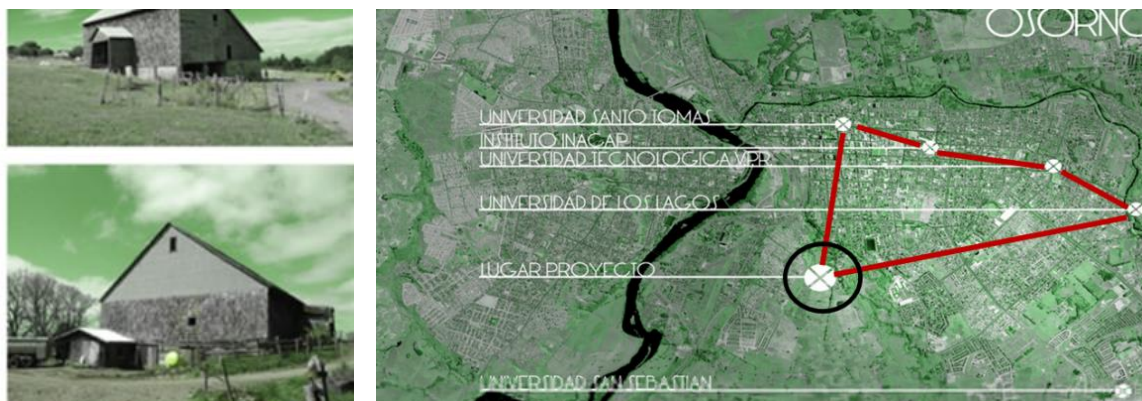 OSORNO
UNIVERSIDAD SANTO TOMAS
INSTITUTO INACAP
UNIVERSIDAD TECNOLOGICA VPR
UNIVERSIDAD DE LOS LAGOS
LUGAR PROYECTO
UNIVERSIDAD SAN SEBASTIAN